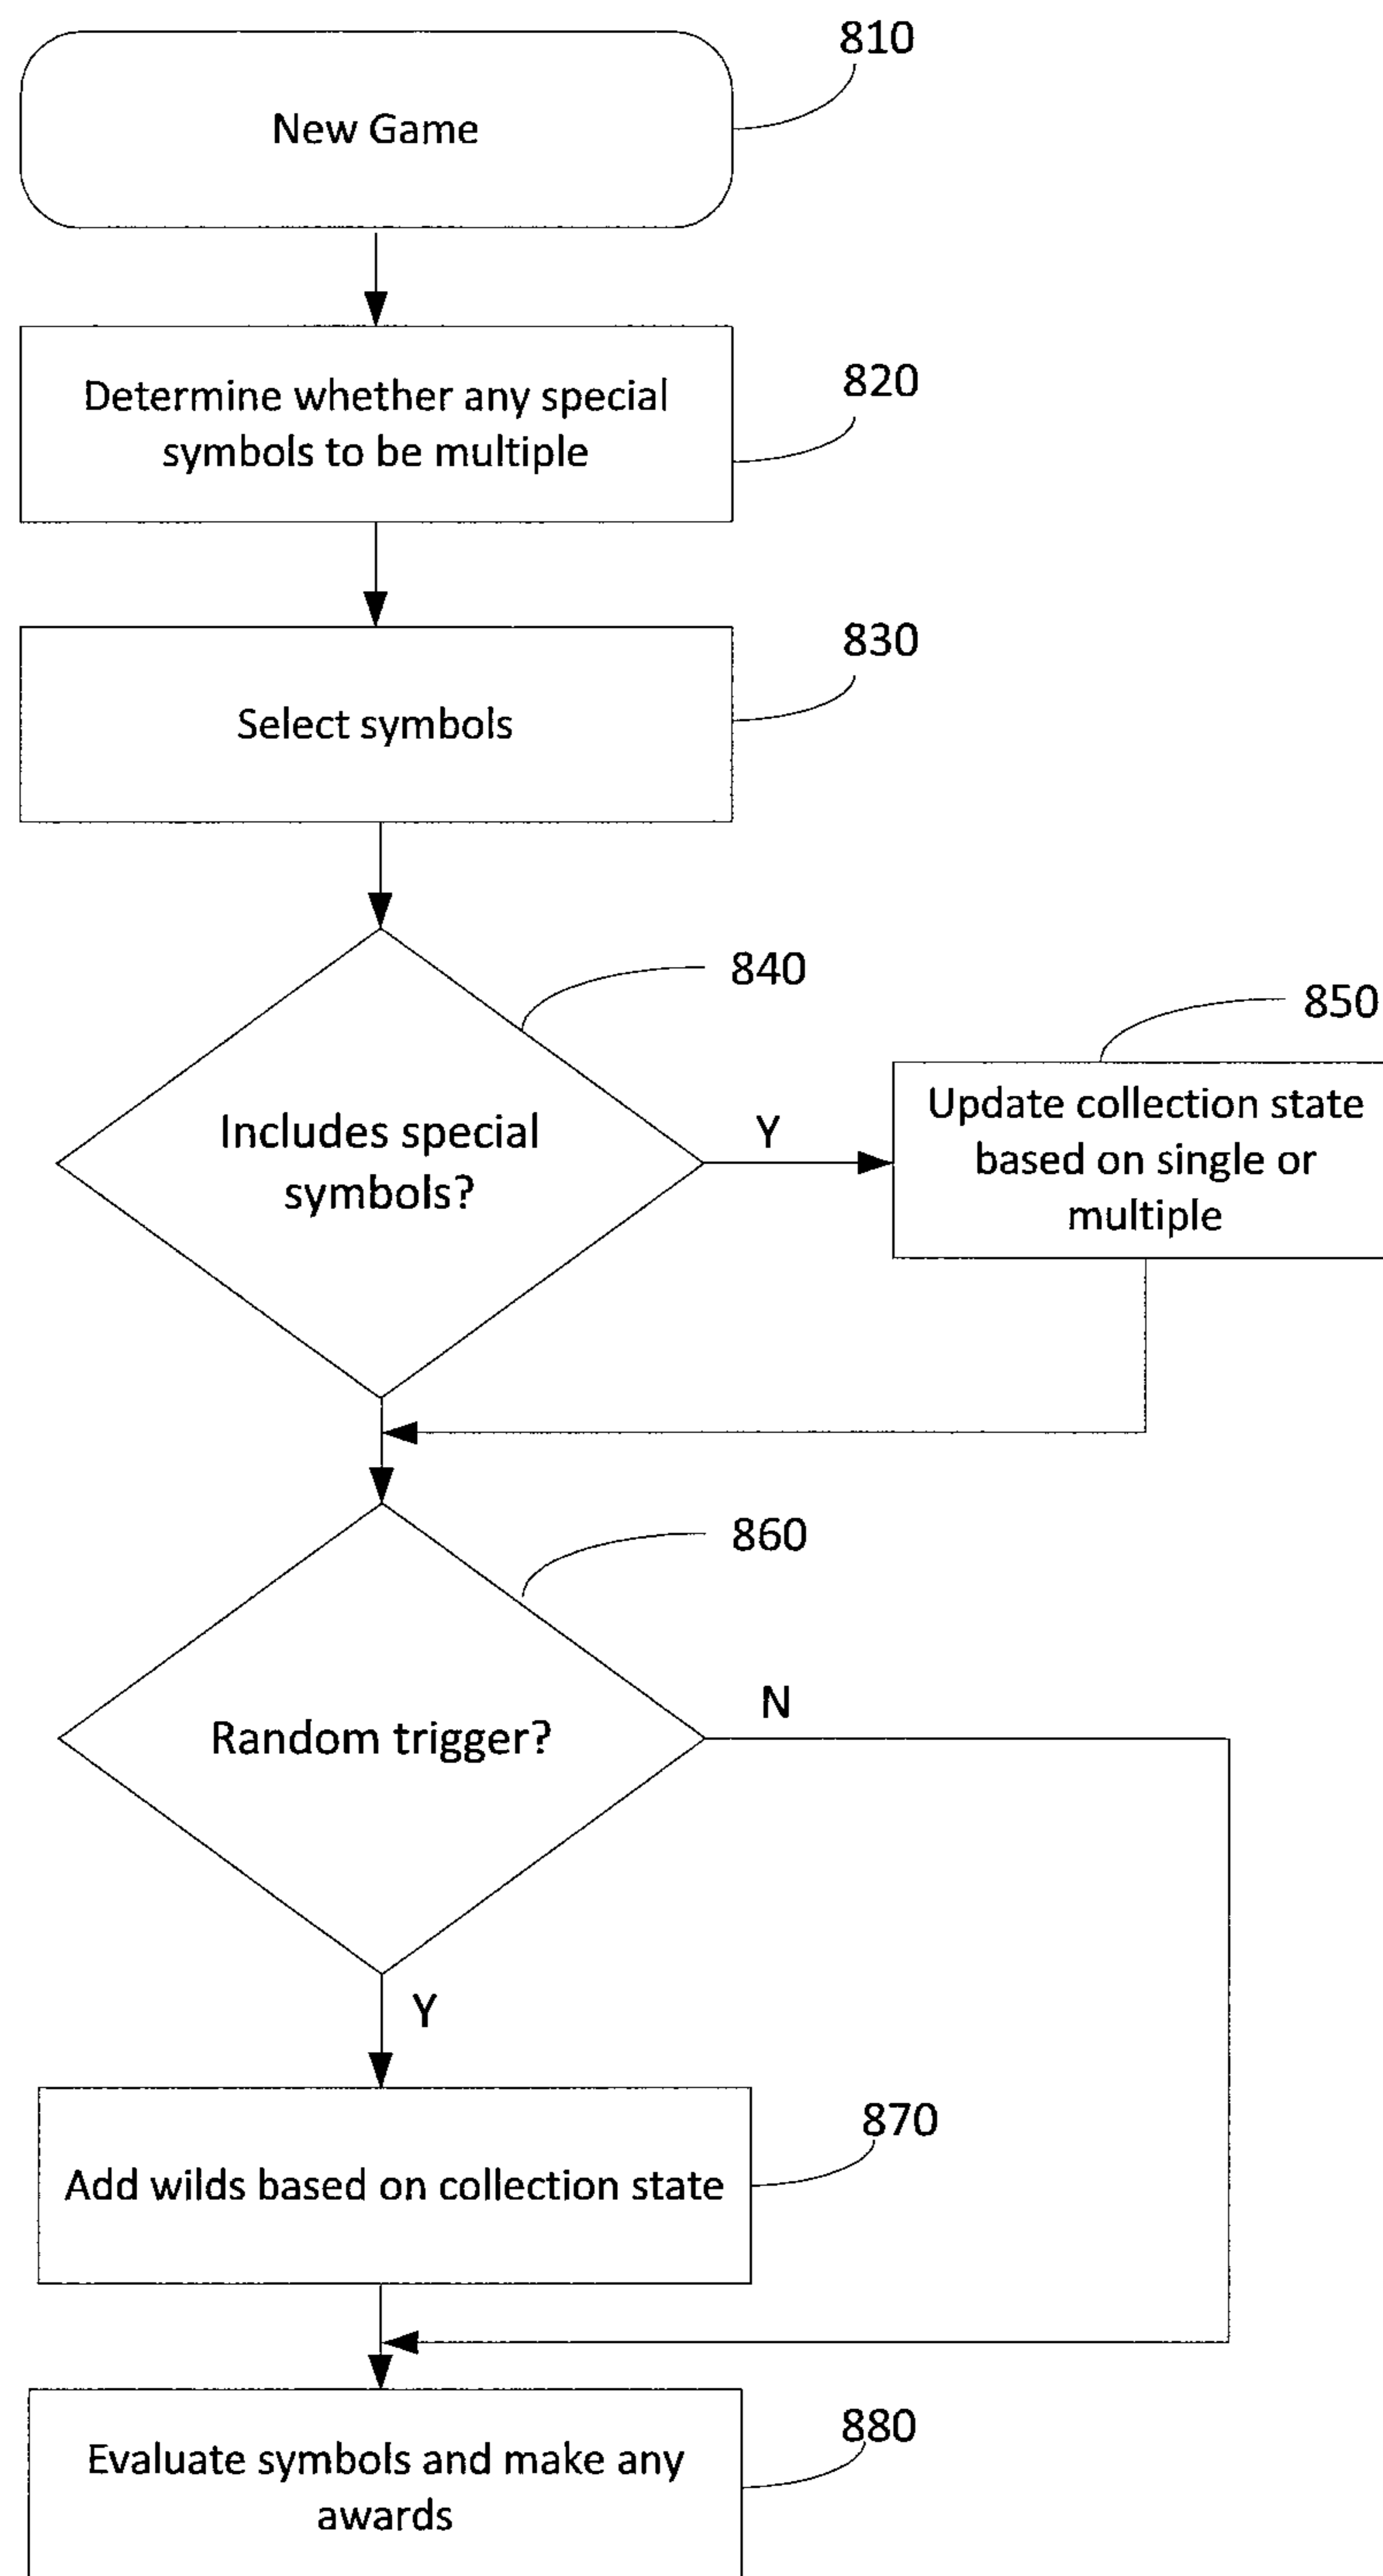 810
New Game
820
Determine whether any special
symbols to be multiple
830
Select symbols
840
850
Includes special
symbols?
Y
Update collection state
based on single or
multiple
860
Random trigger?
N
Y
870
Add wilds based on collection state
880
Evaluate symbols and make any
awards